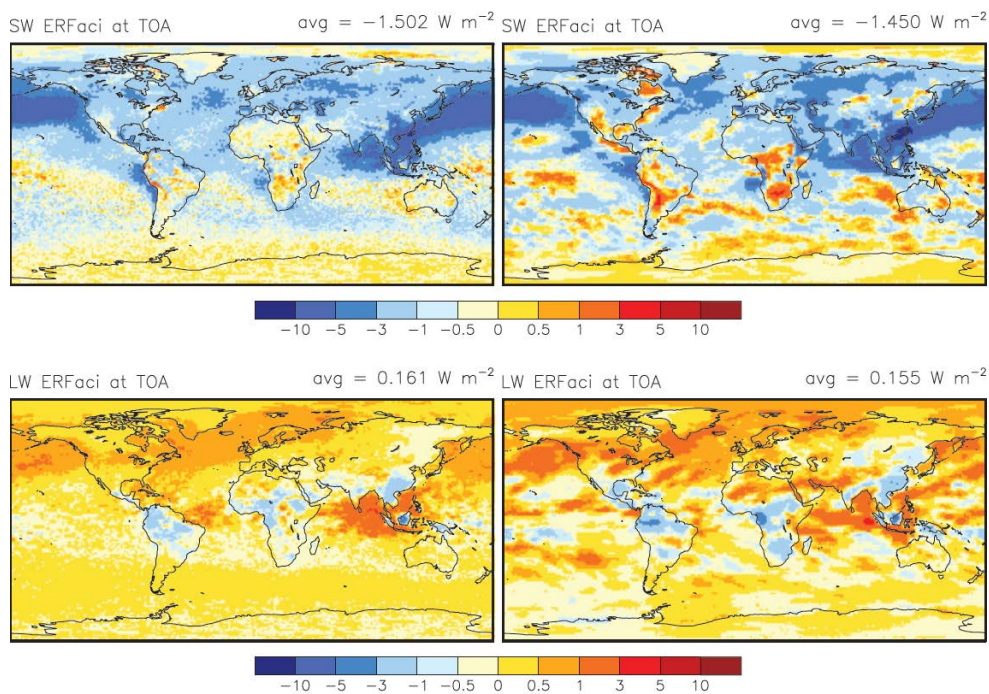 SW ERFaci at TOA avg = −1.502 W m−2
SW ERFaci at TOA avg = −1.450 W m−2
−10 −5 −3 −1 −0.5 0 0.5 1 3 5 10
LW ERFaci at TOA avg = 0.161 W m−2
LW ERFaci at TOA avg = 0.155 W m−2
−10 −5 −3 −1 −0.5 0 0.5 1 3 5 10